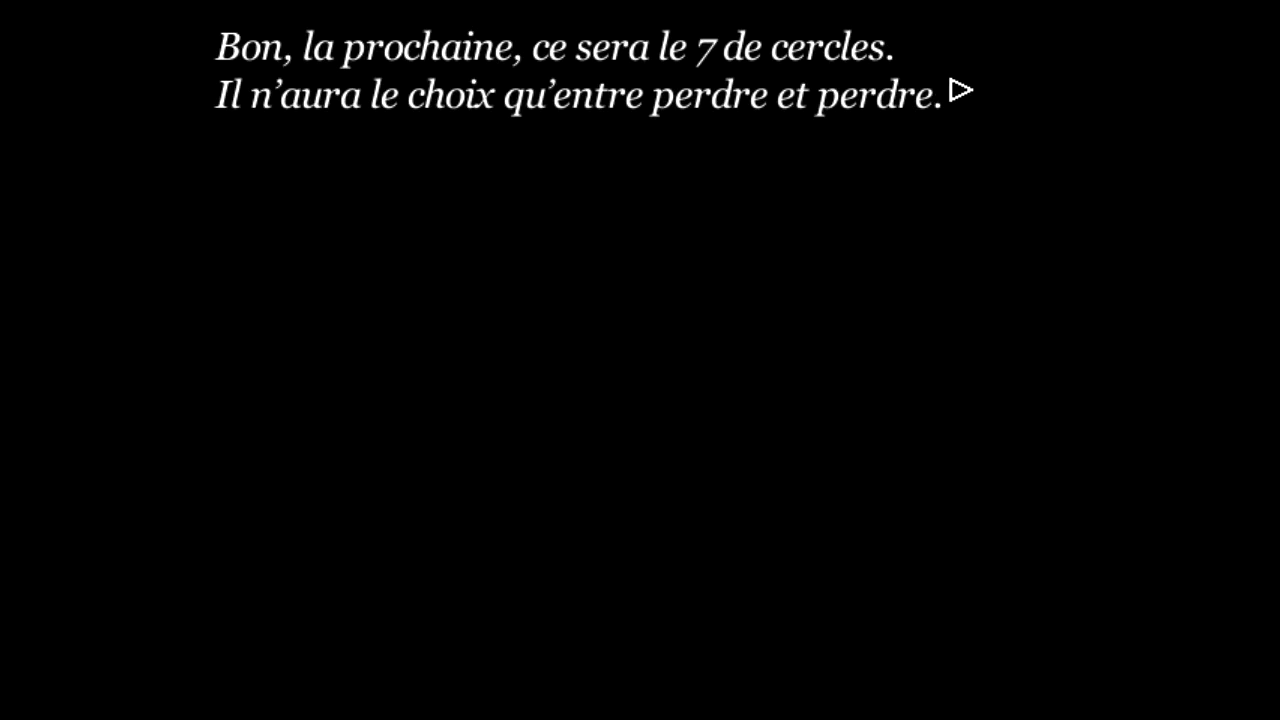 Bon, la prochaine, ce sera le 7 de cercles.
Il n’aura le choix qu’entre perdre et perdre.